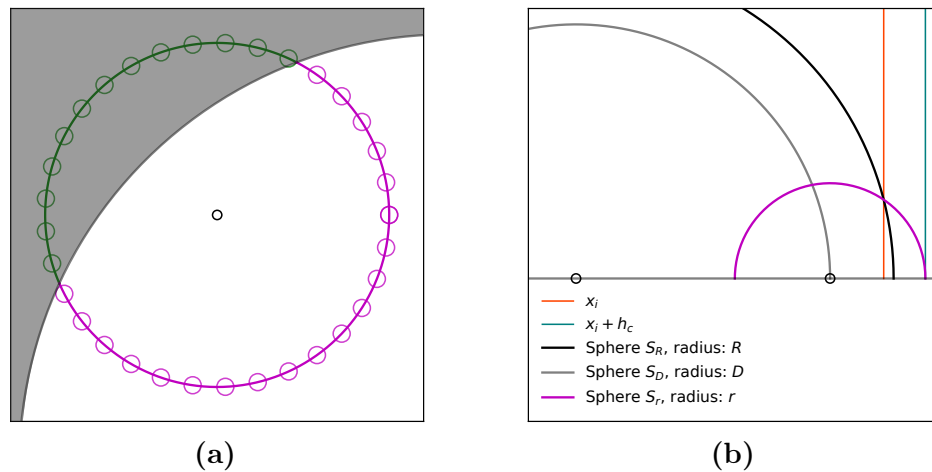 x_i
x_i + h_c
Sphere S_R, radius: R
Sphere S_D, radius: D
Sphere S_r, radius: r
(a)
(b)